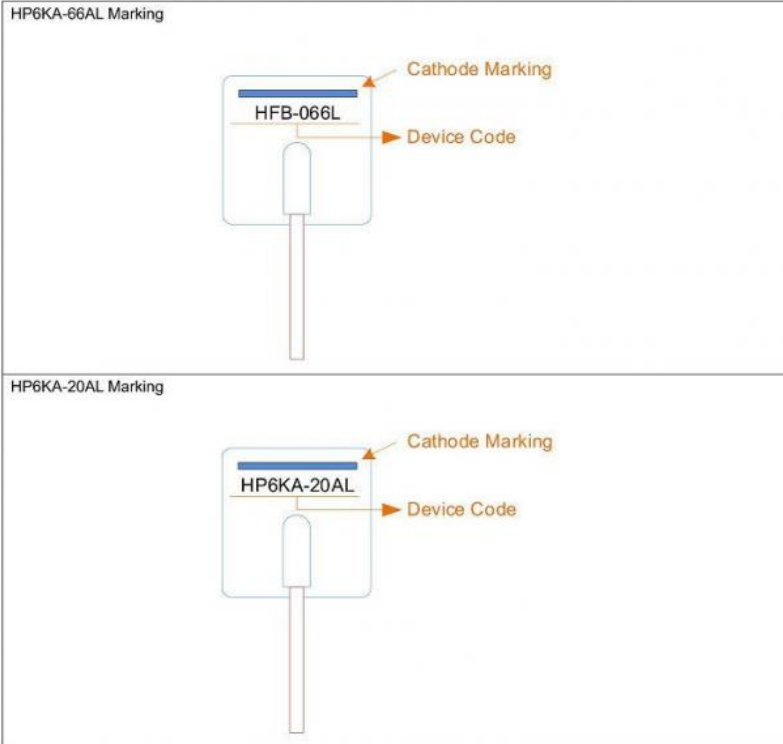 HP6KA-66AL Marking
Cathode Marking
HFB-066L
Device Code
HP6KA-20AL Marking
Cathode Marking
HP6KA-20AL
Device Code